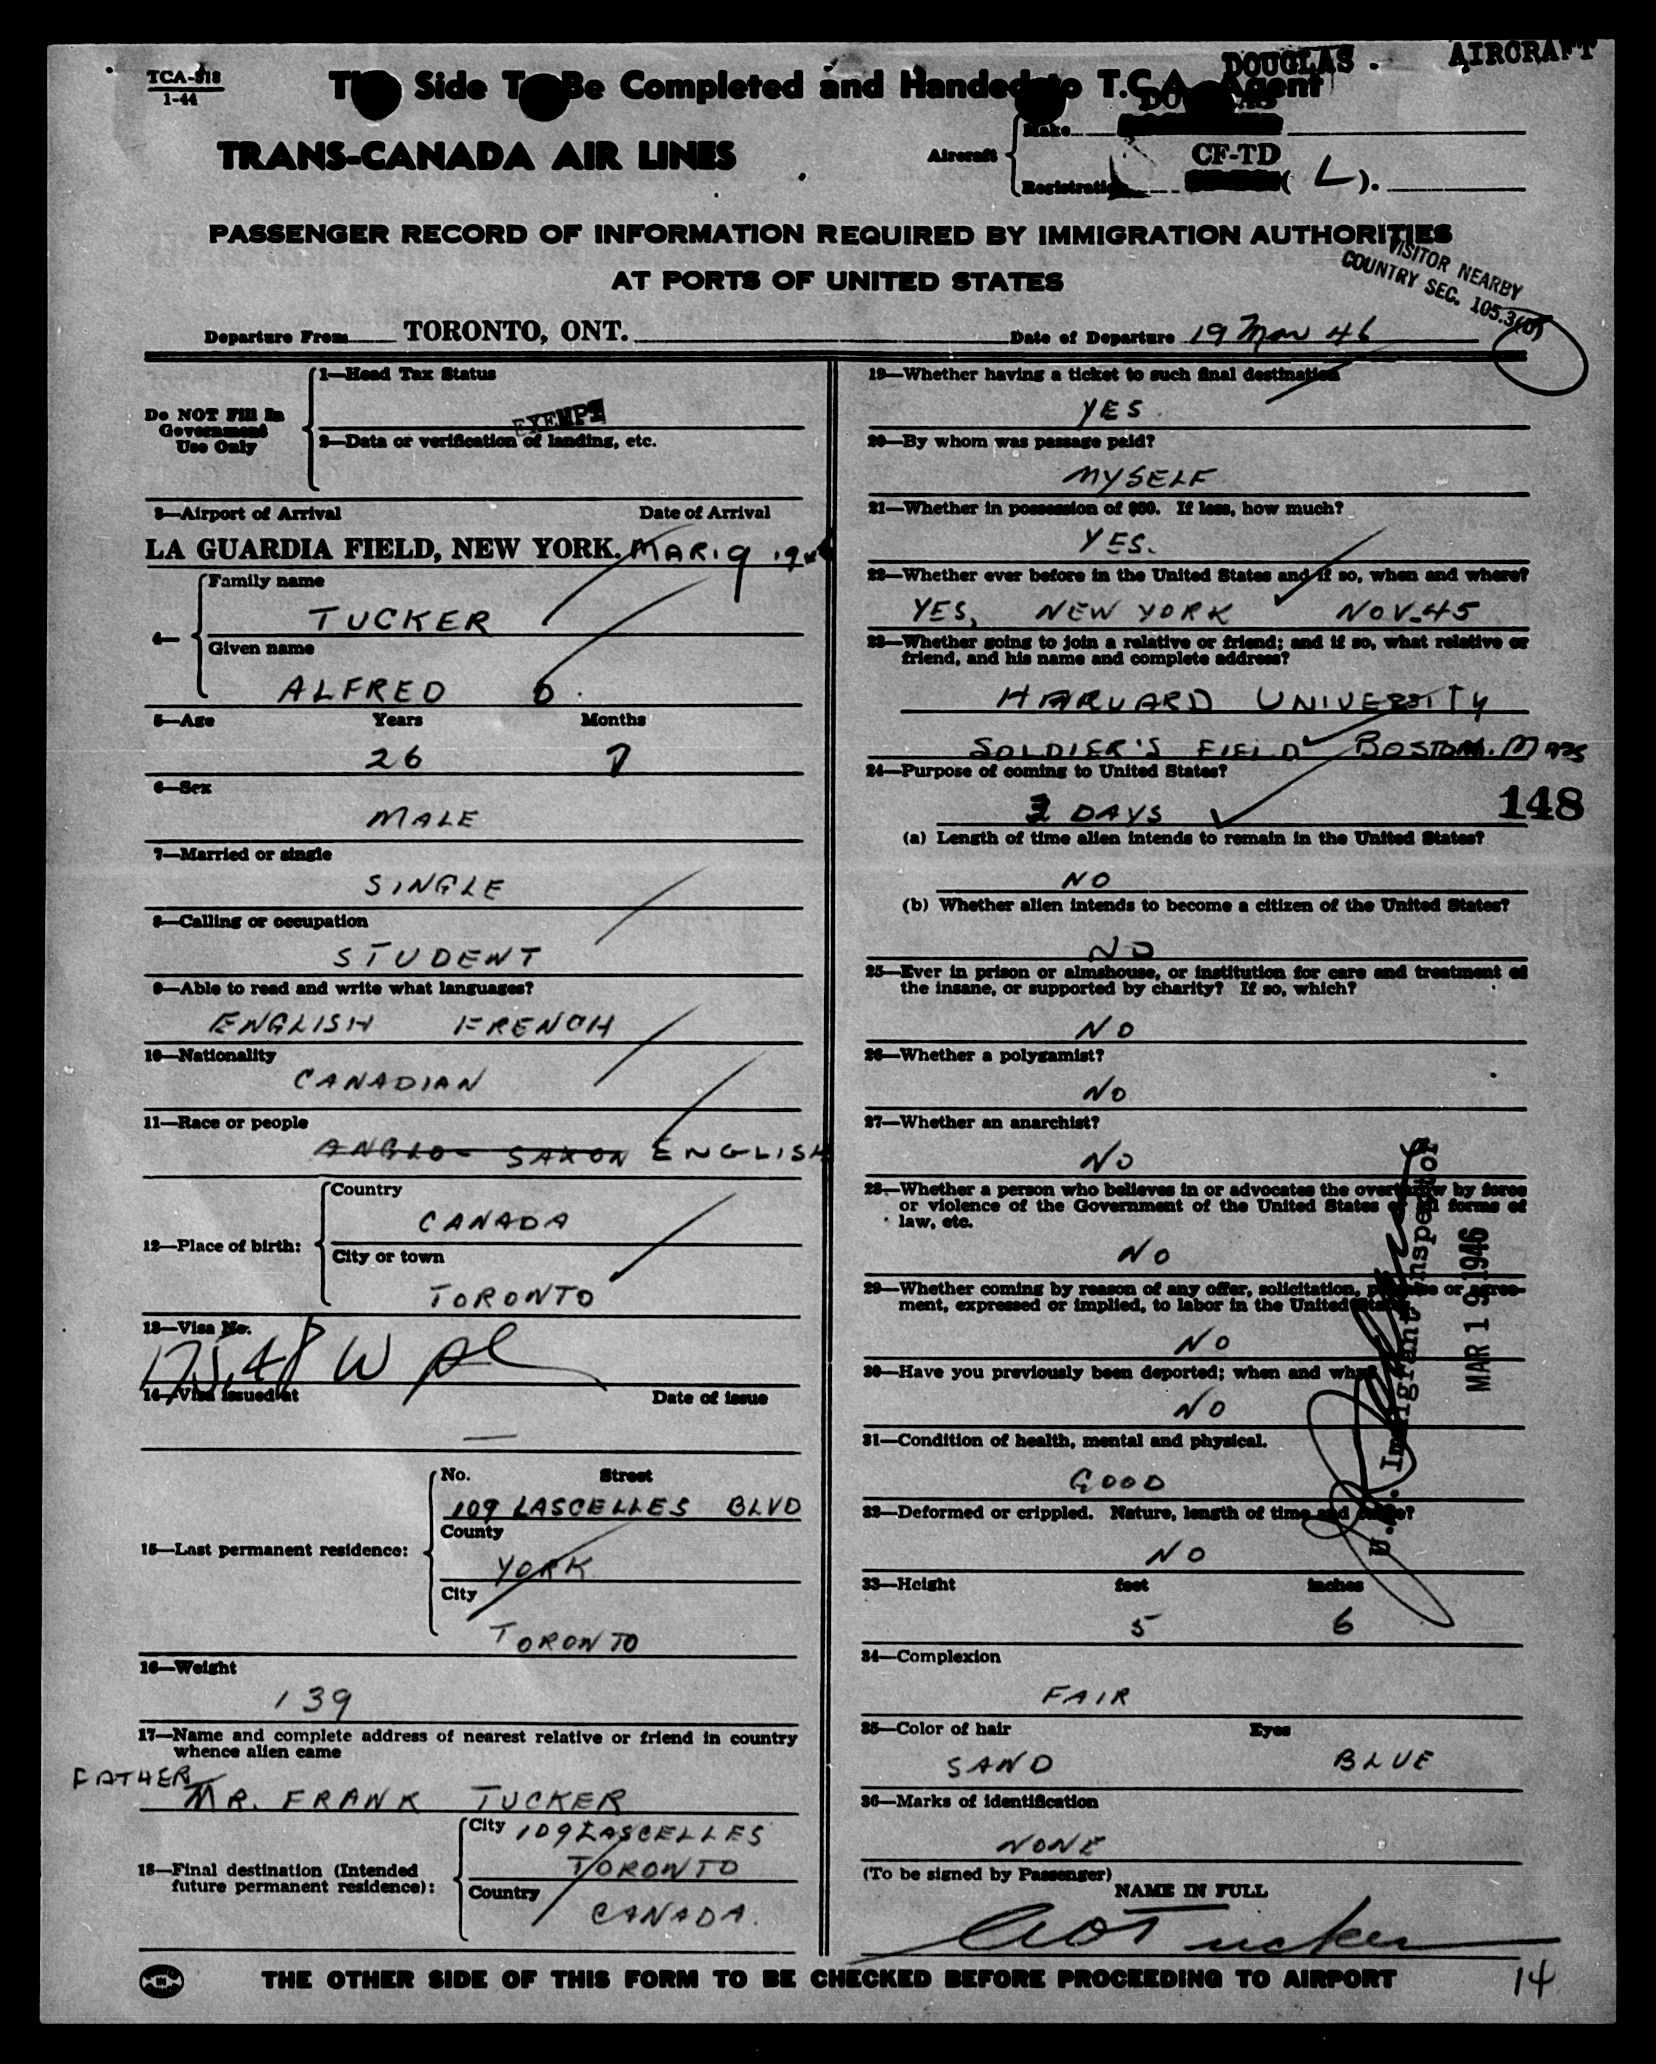 TCA-518
1-44
DOUGLAS. AIRCRAFT
This Side To Be Completed and Handed to T.C.A. Agent
TRANS-CANADA AIR LINES
Aircraft
Make
Registration
CF-TD
( L ).
PASSENGER RECORD OF INFORMATION REQUIRED BY IMMIGRATION AUTHORITIES
AT PORTS OF UNITED STATES
VISITOR NEARBY
COUNTRY SEC. 105.3(D)
Departure From TORONTO, ONT.
Date of Departure 19 Mar 46
Do NOT Fill In
Government
Use Only
1—Head Tax Status
EXEMPT
2—Data or verification of landing, etc.
3—Airport of Arrival Date of Arrival
LA GUARDIA FIELD, NEW YORK. MAR. 9
4—
Family name
TUCKER
Given name
ALFRED O.
5—Age Years Months
26 7
6—Sex
MALE
7—Married or single
SINGLE
8—Calling or occupation
STUDENT
9—Able to read and write what languages?
ENGLISH FRENCH
10—Nationality
CANADIAN
11—Race or people
ANGLO-SAXON ENGLISH
12—Place of birth:
Country
CANADA
City or town
TORONTO
13—Visa No.
14—Visa issued at Date of issue
—
15—Last permanent residence:
No. Street
109 LASCELLES BLVD
County
YORK
City
TORONTO
16—Weight
139
17—Name and complete address of nearest relative or friend in country
whence alien came
FATHER
MR. FRANK TUCKER
18—Final destination (Intended
future permanent residence):
City 109 LASCELLES
TORONTO
Country
CANADA.
19—Whether having a ticket to such final destination
YES.
20—By whom was passage paid?
MYSELF
21—Whether in possession of $50. If less, how much?
YES.
22—Whether ever before in the United States and if so, when and where?
YES, NEW YORK NOV-45
23—Whether going to join a relative or friend; and if so, what relative or
friend, and his name and complete address?
HARVARD UNIVERSITY
SOLDIER'S FIELD BOSTON. MASS
24—Purpose of coming to United States?
DAYS
148
(a) Length of time alien intends to remain in the United States?
NO
(b) Whether alien intends to become a citizen of the United States?
NO
25—Ever in prison or almshouse, or institution for care and treatment of
the insane, or supported by charity? If so, which?
NO
26—Whether a polygamist?
NO
27—Whether an anarchist?
NO
28—Whether a person who believes in or advocates the overthrow by force
or violence of the Government of the United States or all forms of
law, etc.
NO
29—Whether coming by reason of any offer, solicitation, promise or agree-
ment, expressed or implied, to labor in the United States.
NO
30—Have you previously been deported; when and why?
NO
31—Condition of health, mental and physical.
GOOD
32—Deformed or crippled. Nature, length of time and cause?
NO
33—Height feet inches
5 6
34—Complexion
FAIR
35—Color of hair Eyes
SAND BLUE
36—Marks of identification
NONE
U.S. Immigrant Inspector
MAR 19 1946
(To be signed by Passenger)
NAME IN FULL
AO Tucker
THE OTHER SIDE OF THIS FORM TO BE CHECKED BEFORE PROCEEDING TO AIRPORT
14